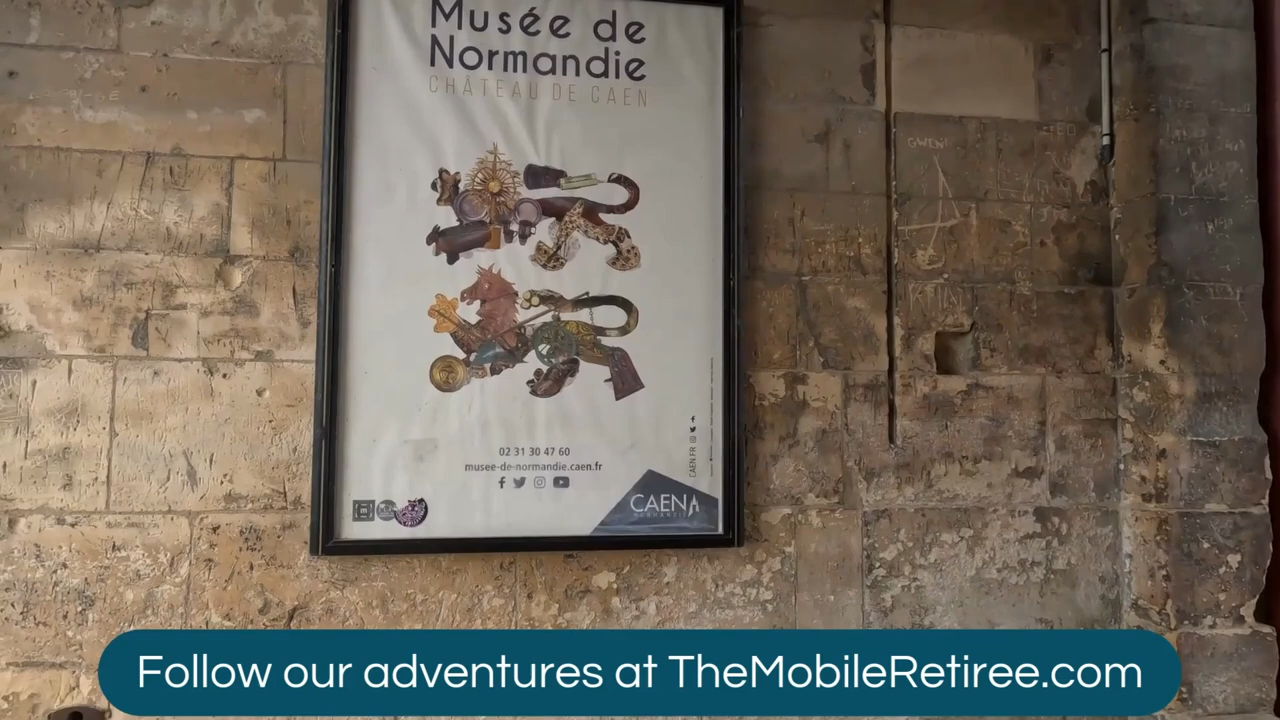 Musée de
Normandie
CHÂTEAU DE CAEN
GWEN
02 31 30 47 60
musee-de-normandie.caen.fr
CAEN.FR
CAEN
NORMANDIE
Follow our adventures at TheMobileRetiree.com